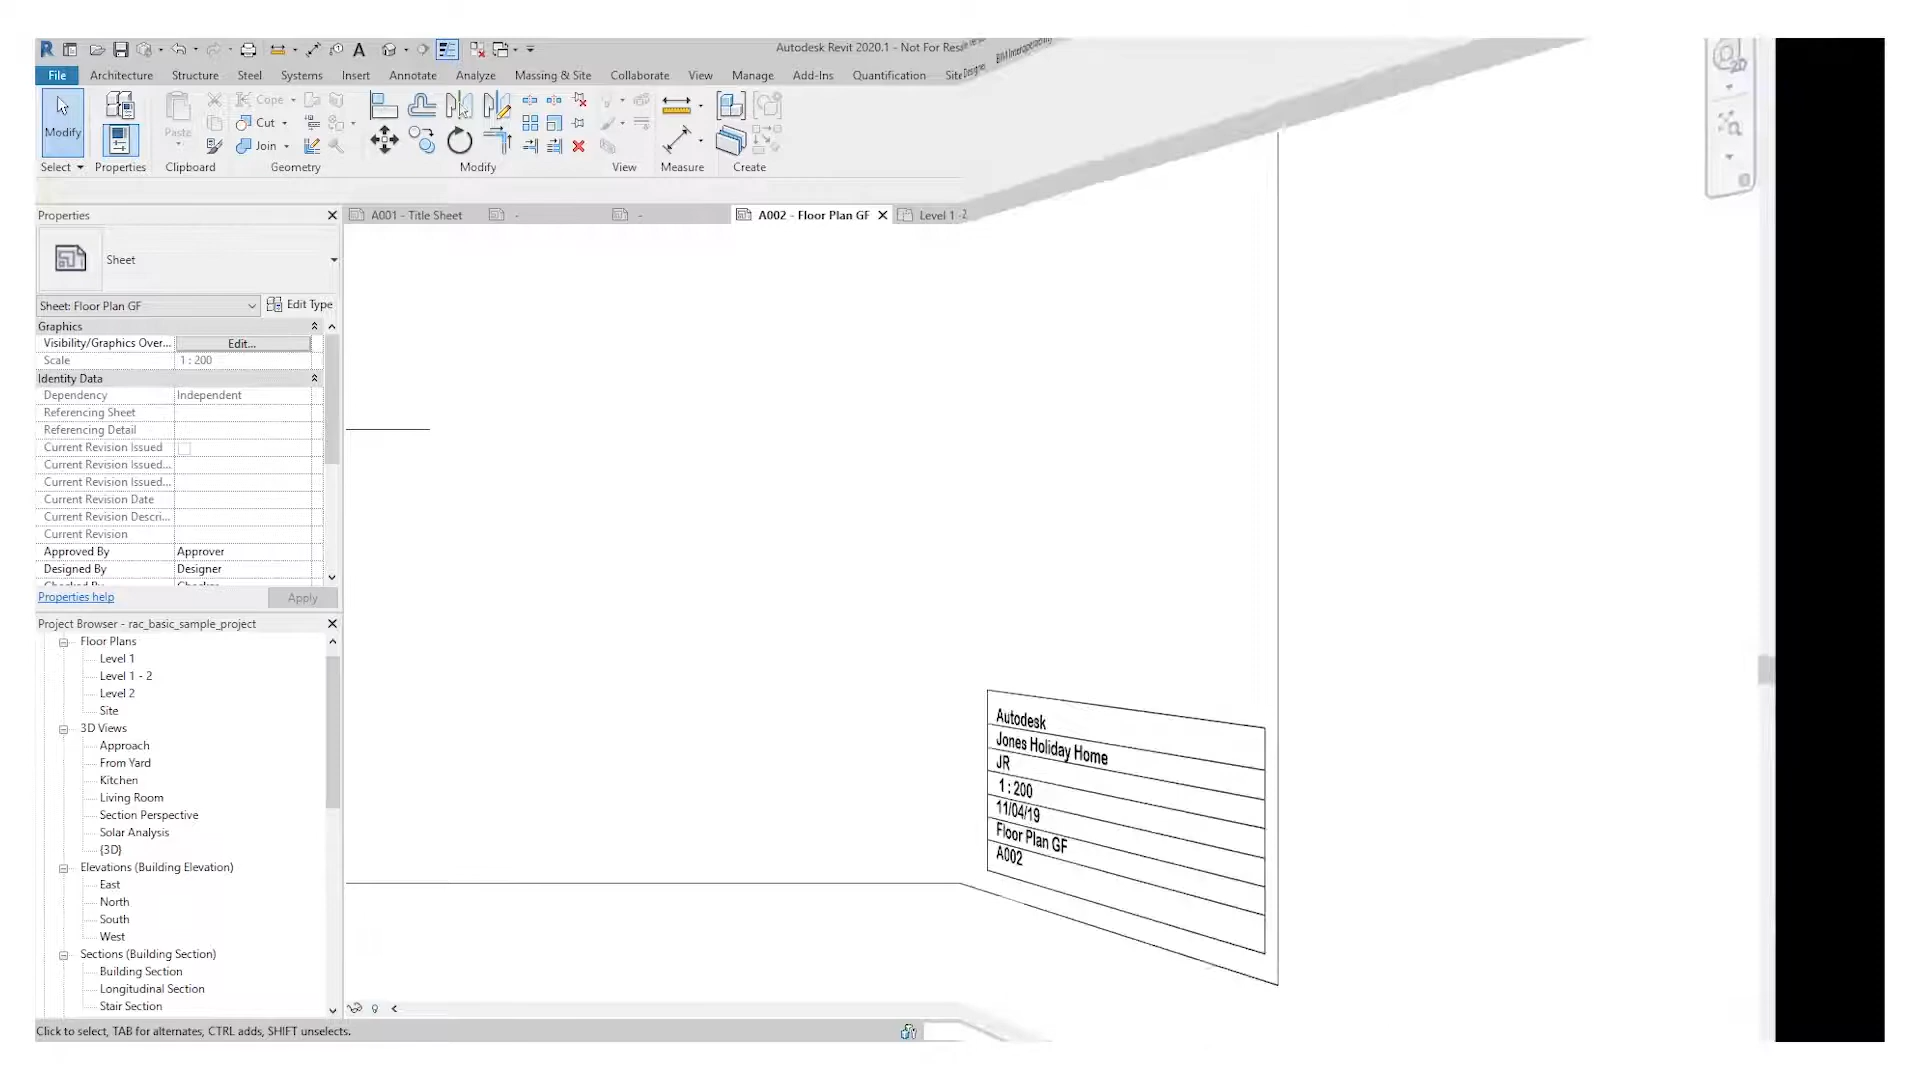 Autodesk Revit 2020.1 - Not For Resa
File Architecture Structure Steel Systems Insert Annotate Analyze Massing & Site Collaborate View Manage Add-Ins Quantification Site Designer BIM Interoperability
Modify Paste Cope Cut Join
Select Properties Clipboard Geometry Modify View Measure Create
Properties
A001 - Title Sheet - - A002 - Floor Plan GF Level 1 - 2
Sheet
Sheet: Floor Plan GF Edit Type
Graphics
Visibility/Graphics Over... Edit...
Scale 1 : 200
Identity Data
Dependency Independent
Referencing Sheet
Referencing Detail
Current Revision Issued
Current Revision Issued...
Current Revision Issued...
Current Revision Date
Current Revision Descri...
Current Revision
Approved By Approver
Designed By Designer
Properties help Apply
Project Browser - rac_basic_sample_project
Floor Plans
Level 1
Level 1 - 2
Level 2
Site
3D Views
Approach
From Yard
Kitchen
Living Room
Section Perspective
Solar Analysis
{3D}
Elevations (Building Elevation)
East
North
South
West
Sections (Building Section)
Building Section
Longitudinal Section
Stair Section
Click to select, TAB for alternates, CTRL adds, SHIFT unselects.
Autodesk
Jones Holiday Home
JR
1 : 200
11/04/19
Floor Plan GF
A002
2D